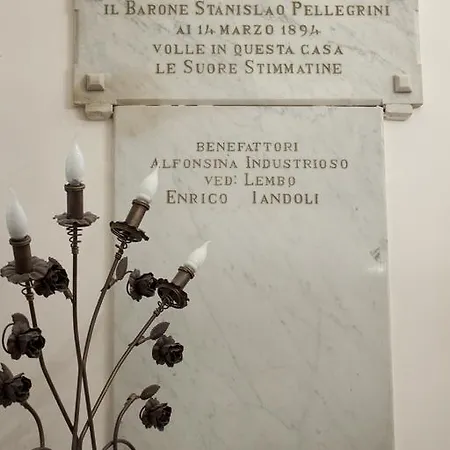 il Barone Stanislao Pellegrini
ai 14 marzo 1894
volle in questa casa
le Suore Stimmatine
Benefattori
Alfonsina Industrioso
ved: Lembo
Enrico Iandoli